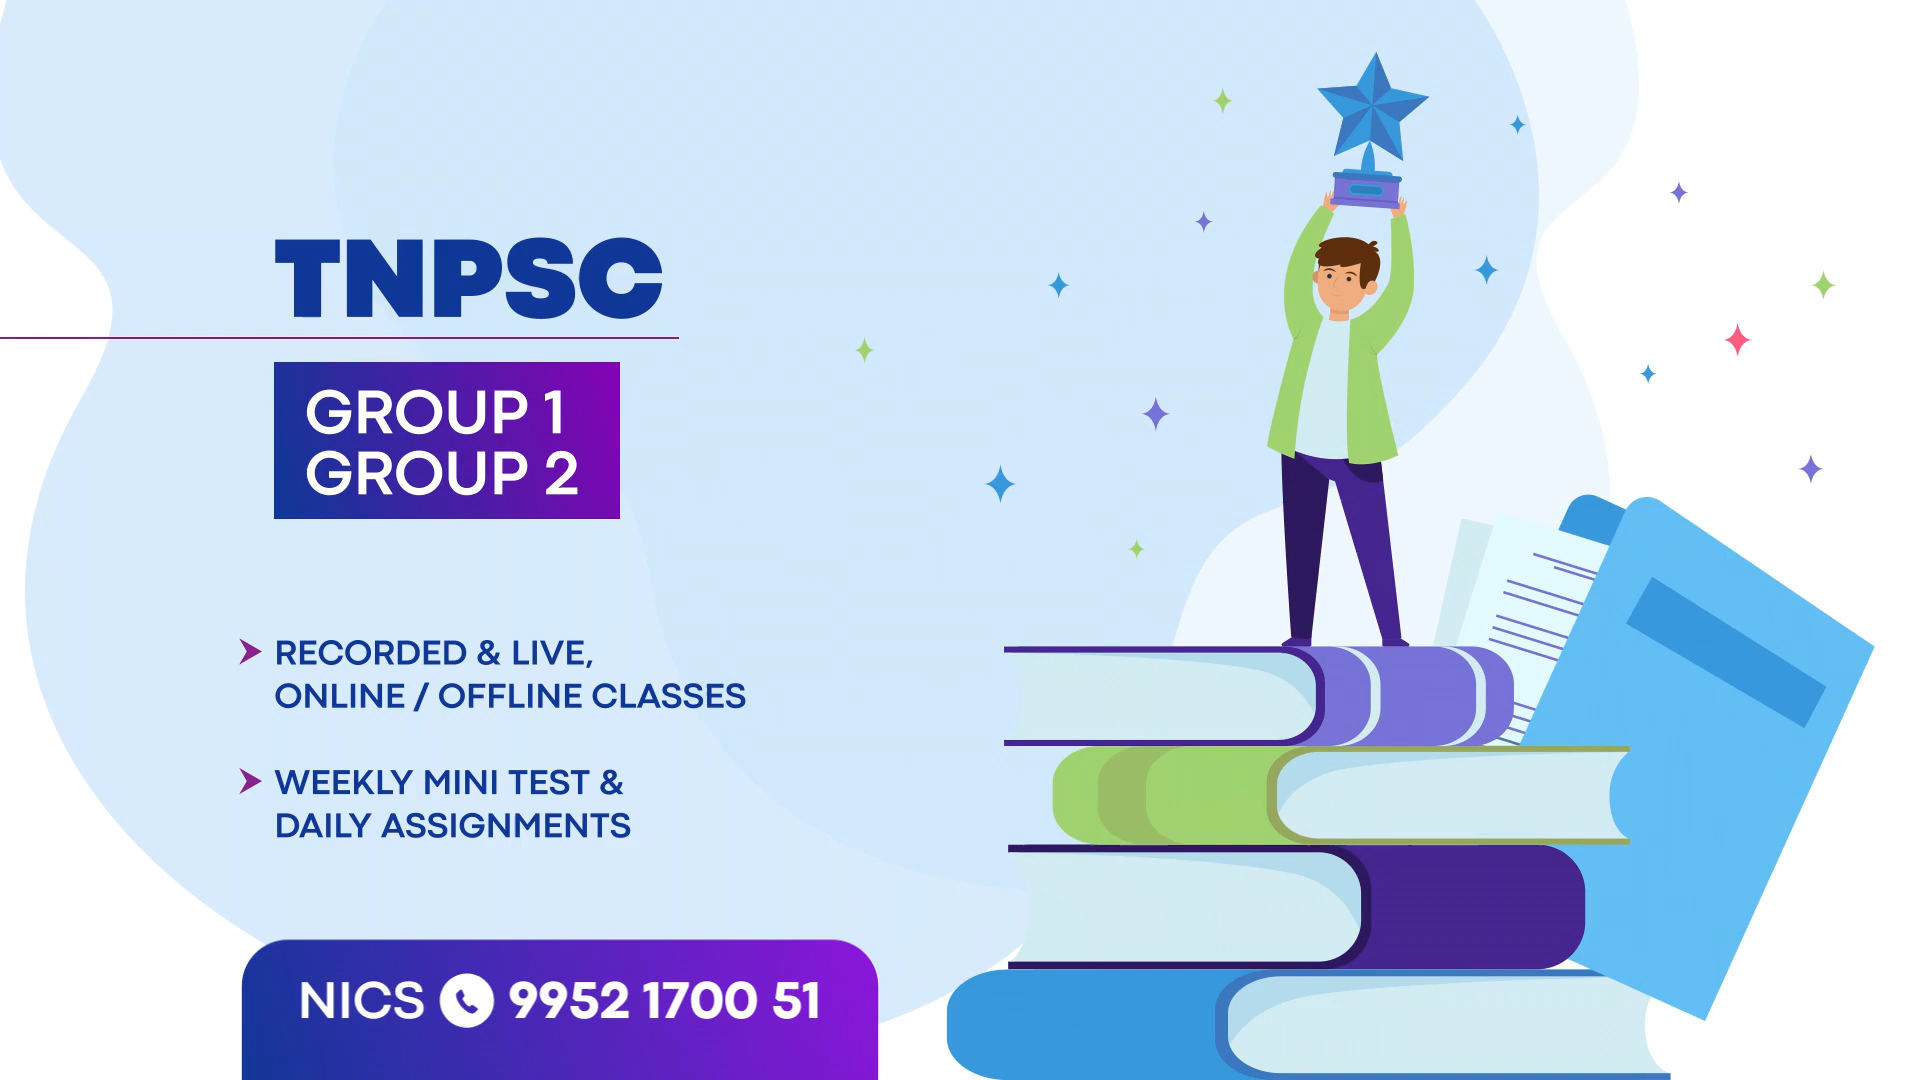 TNPSC
GROUP 1
GROUP 2
RECORDED & LIVE,
ONLINE / OFFLINE CLASSES
WEEKLY MINI TEST &
DAILY ASSIGNMENTS
NICS 9952 1700 51